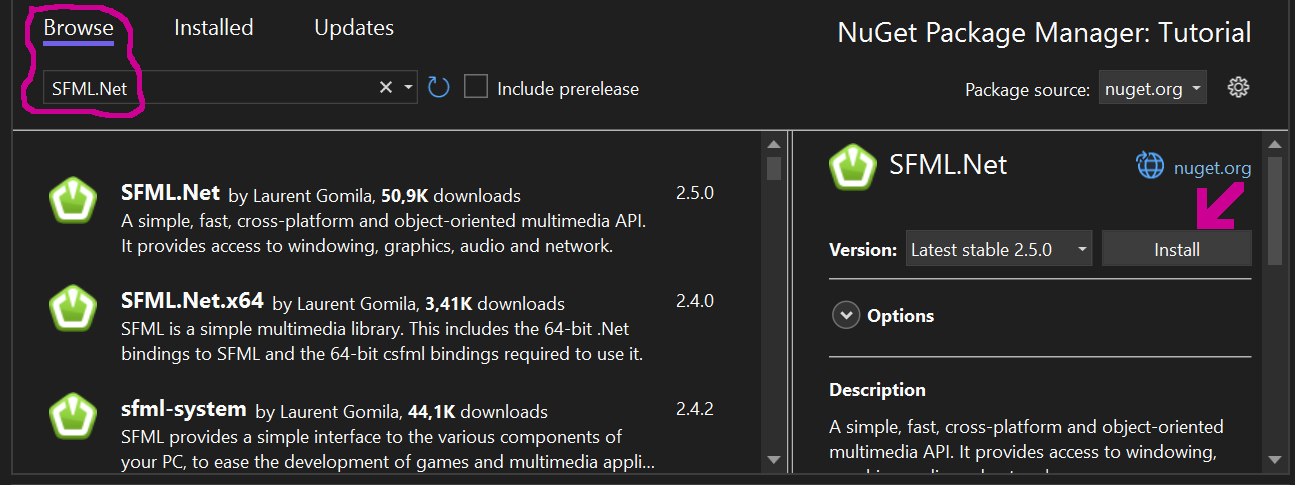 Browse Installed Updates
NuGet Package Manager: Tutorial
SFML.Net
Include prerelease
Package source: nuget.org
SFML.Net by Laurent Gomila, 50,9K downloads 2.5.0
A simple, fast, cross-platform and object-oriented multimedia API.
It provides access to windowing, graphics, audio and network.
SFML.Net.x64 by Laurent Gomila, 3,41K downloads 2.4.0
SFML is a simple multimedia library. This includes the 64-bit .Net
bindings to SFML and the 64-bit csfml bindings required to use it.
sfml-system by Laurent Gomila, 44,1K downloads 2.4.2
SFML provides a simple interface to the various components of
your PC, to ease the development of games and multimedia appli...
SFML.Net nuget.org
Version: Latest stable 2.5.0 Install
Options
Description
A simple, fast, cross-platform and object-oriented
multimedia API. It provides access to windowing,